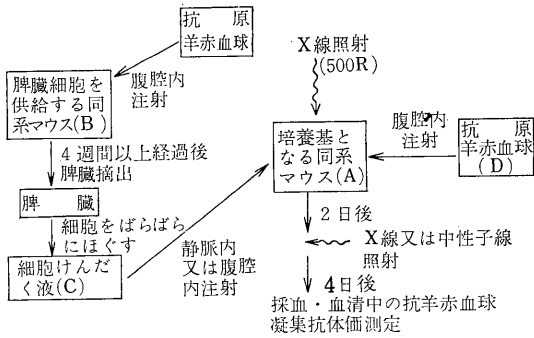 抗原
羊赤血球
腹腔内
注射
脾臓細胞を
供給する同
系マウス(B)
4週間以上経過後
脾臓摘出
脾臓
細胞をばらばら
にほぐす
細胞けんだ
く液(C)
静脈内
又は腹腔
内注射
X線照射
(500R)
培養基と
なる同系
マウス(A)
腹腔内
注射
抗原
羊赤血球
(D)
2日後
X線又は中性子線
照射
4日後
採血・血清中の抗羊赤血球
凝集抗体価測定